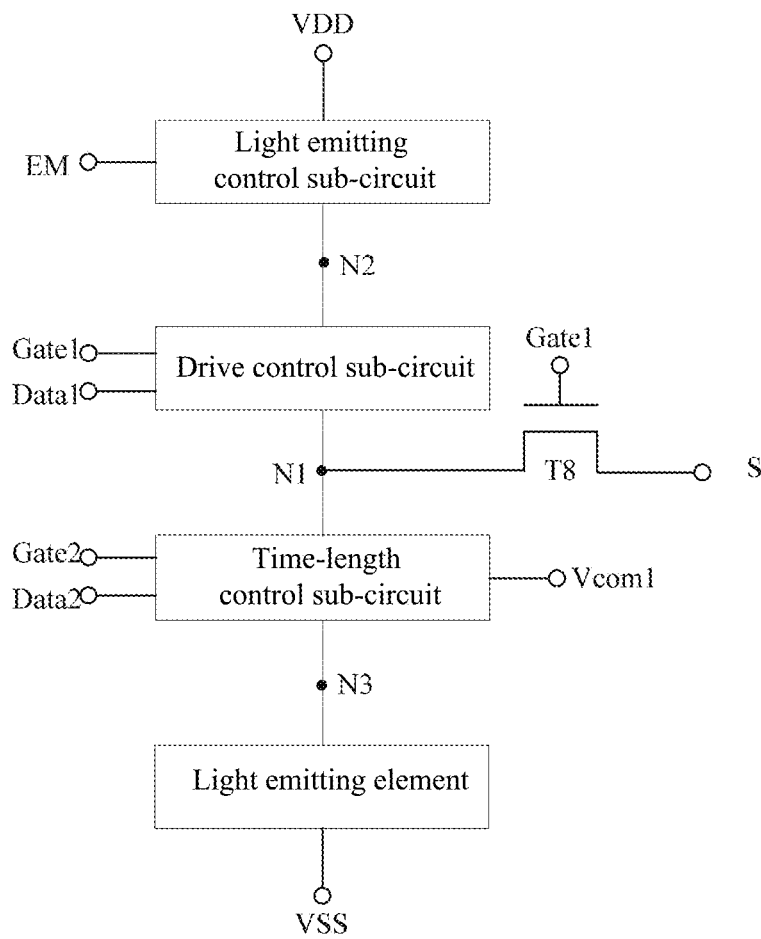 VDD
EM
Light emitting
control sub-circuit
N2
Gate1
Data1
Drive control sub-circuit
Gate1
N1
T8
S
Gate2
Data2
Time-length
control sub-circuit
Vcom1
N3
Light emitting element
VSS